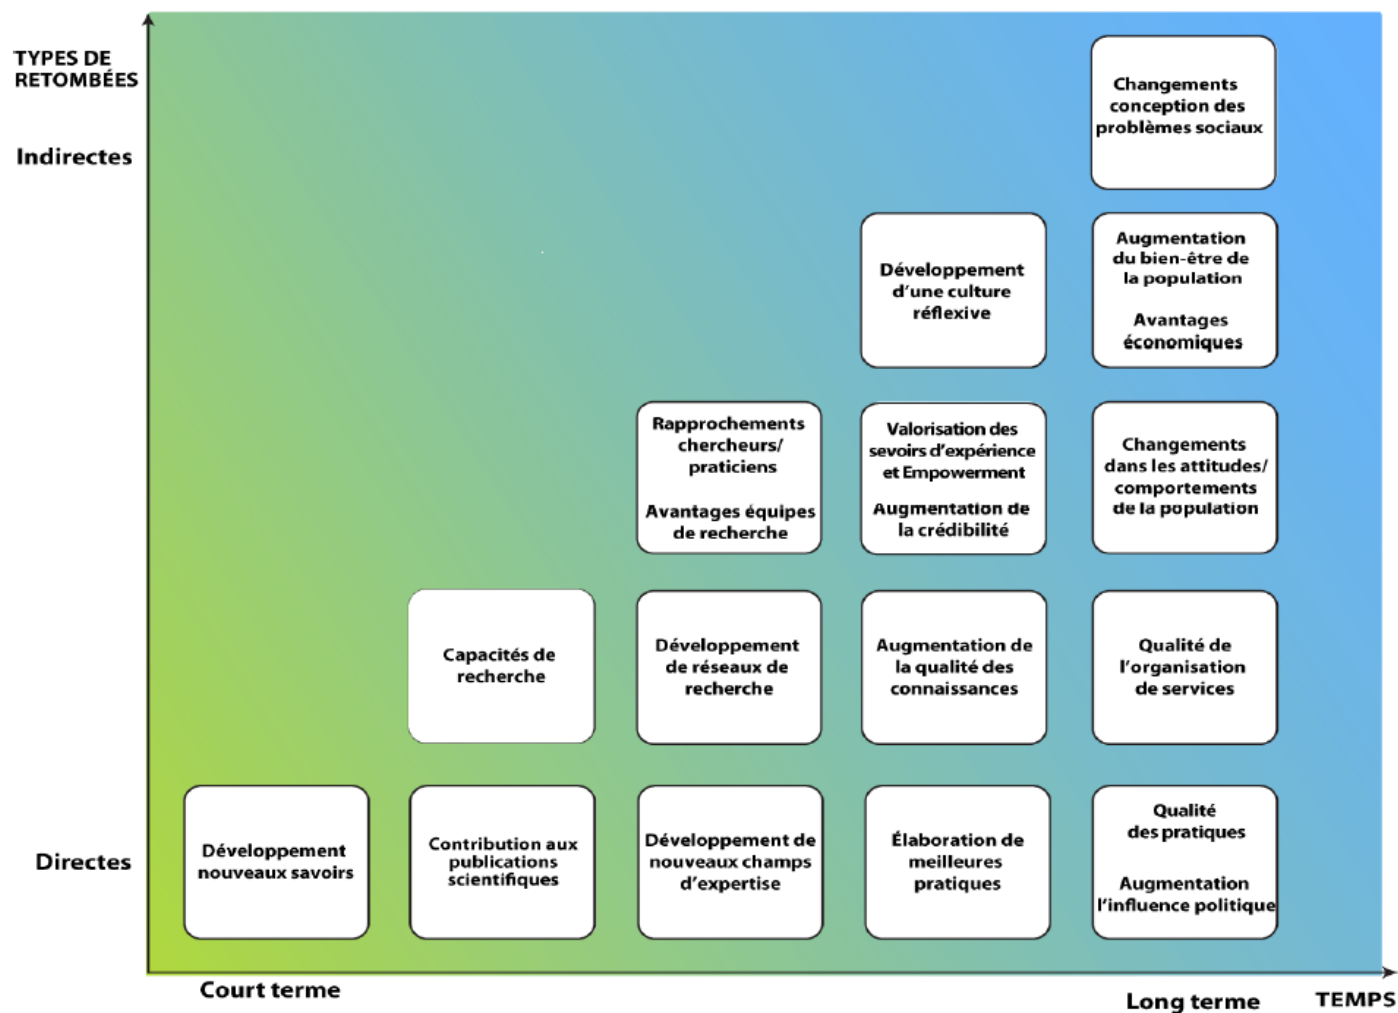 TYPES DE
RETOMBÉES
Indirectes
Changements
conception des
problèmes sociaux
Développement
d'une culture
réflexive
Augmentation
du bien-être de
la population
Avantages
économiques
Rapprochements
chercheurs/
praticiens
Avantages équipes
de recherche
Valorisation des
sevoirs d'expérience
et Empowerment
Augmentation de
la crédibilité
Changements
dans les attitudes/
comportements
de la population
Capacités de
recherche
Développement
de réseaux de
recherche
Augmentation de
la qualité des
connaissances
Qualité de
l'organisation
de services
Directes
Développement
nouveaux savoirs
Contribution aux
publications
scientifiques
Développement de
nouveaux champs
d'expertise
Élaboration de
meilleures
pratiques
Qualité
des pratiques
Augmentation
l'influence politique
Court terme
Long terme
TEMPS